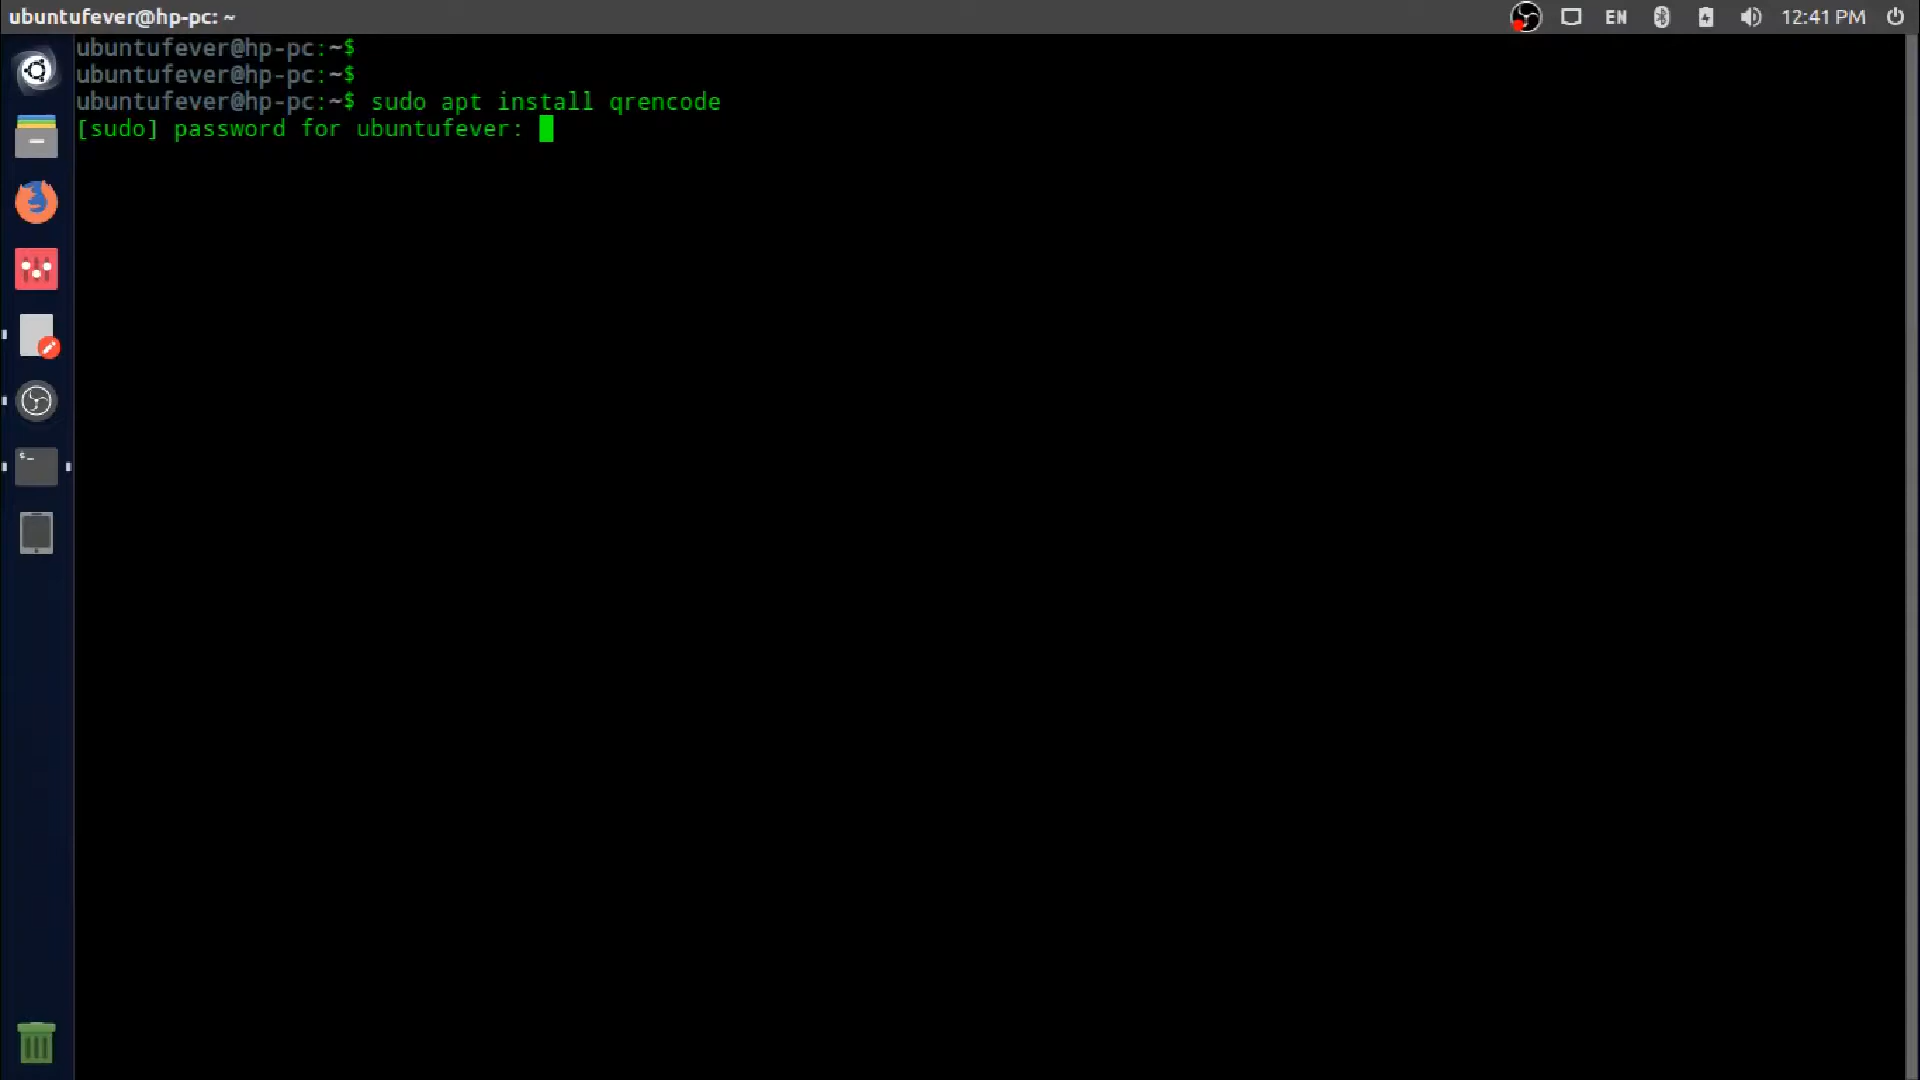 ubuntufever@hp-pc: ~
EN
12:41 PM
ubuntufever@hp-pc:~$
ubuntufever@hp-pc:~$
ubuntufever@hp-pc:~$ sudo apt install qrencode
[sudo] password for ubuntufever:
$_